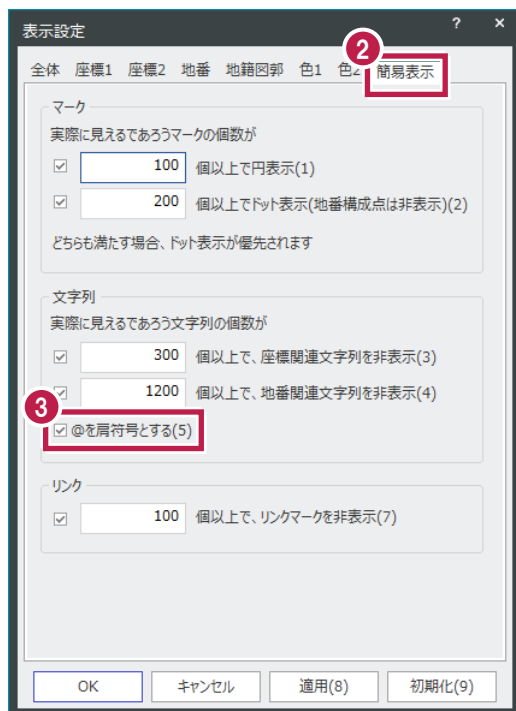 表示設定 ? ×
2
全体 座標1 座標2 地番 地籍図郭 色1 色2 簡易表示
マーク
実際に見えるであろうマークの個数が
100 個以上で円表示(1)
200 個以上でドット表示(地番構成点は非表示)(2)
どちらも満たす場合、ドット表示が優先されます
文字列
実際に見えるであろう文字列の個数が
300 個以上で、座標関連文字列を非表示(3)
1200 個以上で、地番関連文字列を非表示(4)
3
@を肩符号とする(5)
リンク
100 個以上で、リンクマークを非表示(7)
OK キャンセル 適用(8) 初期化(9)